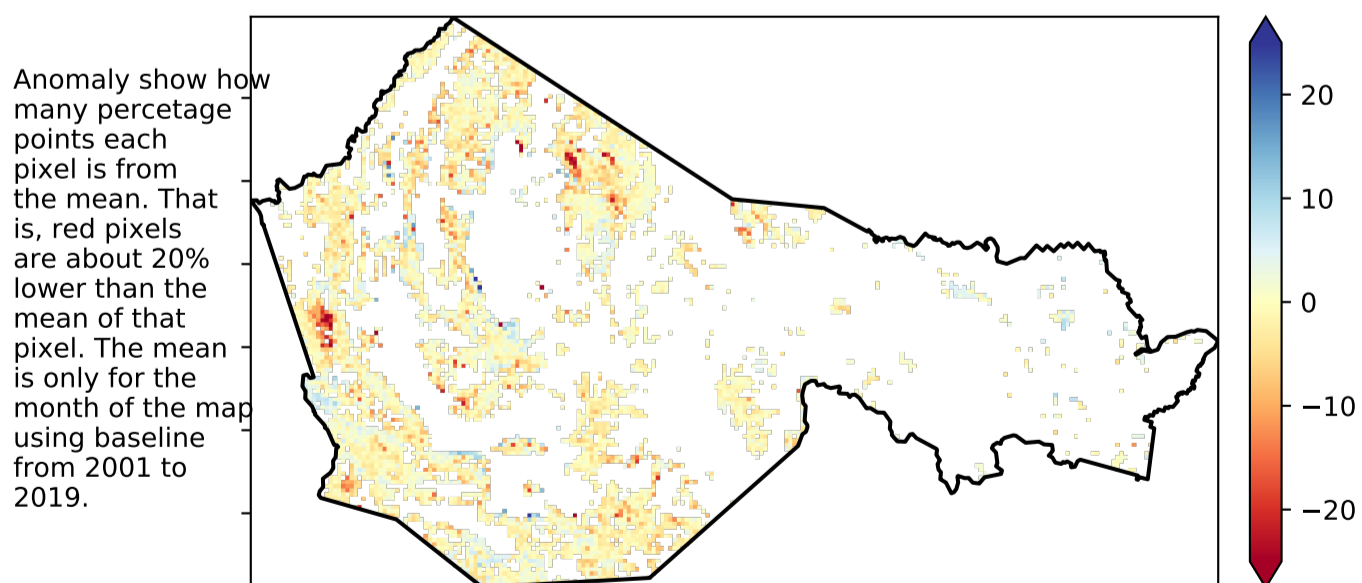 Anomaly show how
many percetage
points each
pixel is from
the mean. That
is, red pixels
are about 20%
lower than the
mean of that
pixel. The mean
is only for the
month of the map
using baseline
from 2001 to
2019.
20
10
0
−10
−20